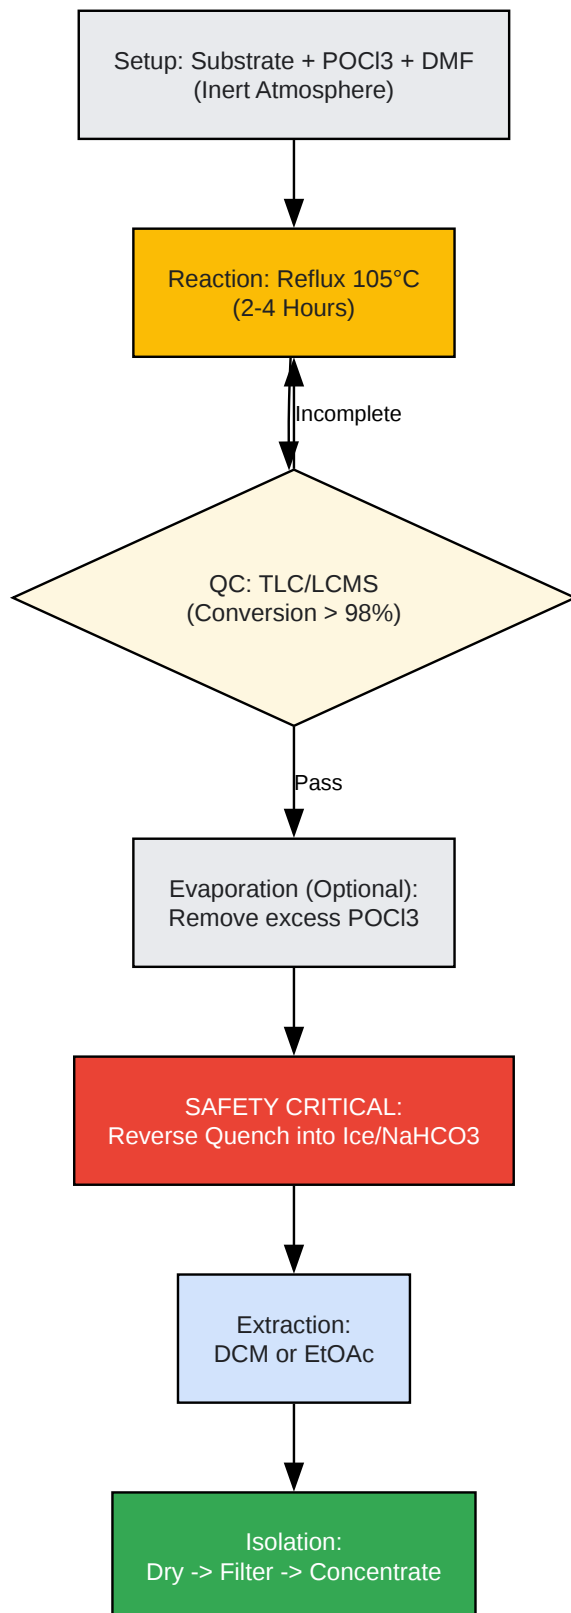 Setup: Substrate + POCl3 + DMF
(Inert Atmosphere)
Reaction: Reflux 105°C
(2-4 Hours)
Incomplete
QC: TLC/LCMS
(Conversion > 98%)
Pass
Evaporation (Optional):
Remove excess POCl3
SAFETY CRITICAL:
Reverse Quench into Ice/NaHCO3
Extraction:
DCM or EtOAc
Isolation:
Dry -> Filter -> Concentrate